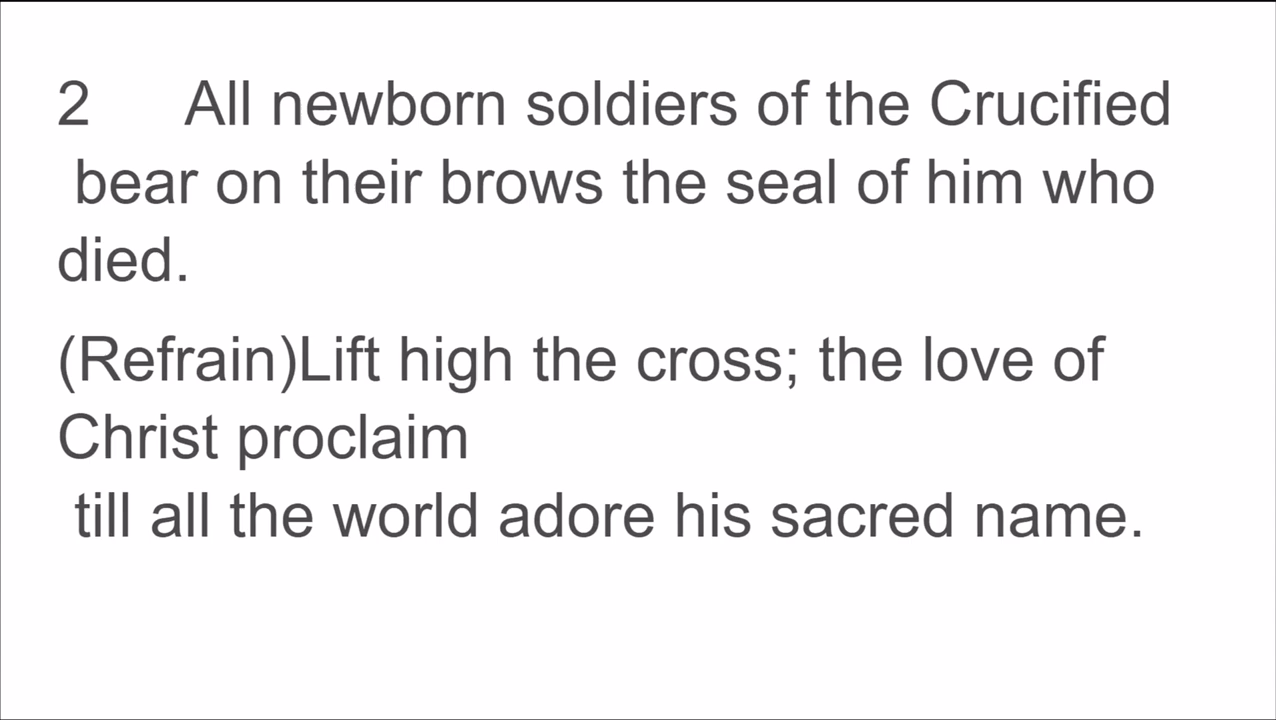 2 All newborn soldiers of the Crucified
bear on their brows the seal of him who
died.
(Refrain)Lift high the cross; the love of
Christ proclaim
till all the world adore his sacred name.